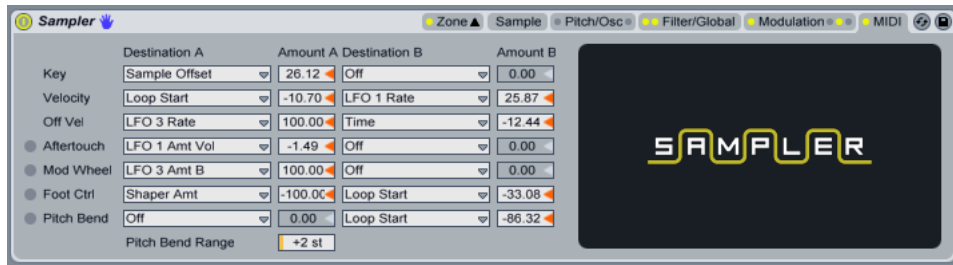 Sampler Zone Sample Pitch/Osc Filter/Global Modulation MIDI
Destination A Amount A Destination B Amount B
Key Sample Offset 26.12 Off 0.00
Velocity Loop Start -10.70 LFO 1 Rate 25.87
Off Vel LFO 3 Rate 100.00 Time -12.44
Aftertouch LFO 1 Amt Vol -1.49 Off 0.00
Mod Wheel LFO 3 Amt B 100.00 Off 0.00
Foot Ctrl Shaper Amt -100.00 Loop Start -33.08
Pitch Bend Off 0.00 Loop Start -86.32
Pitch Bend Range +2 st
SAMPLER